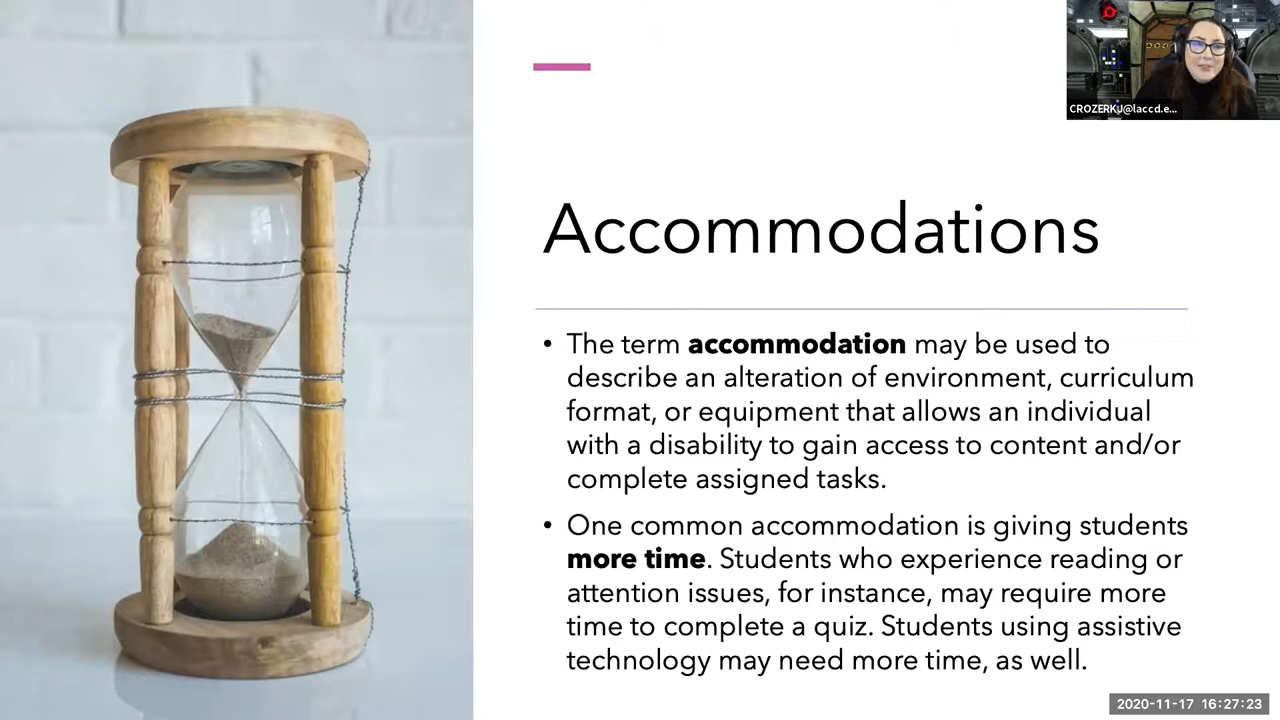 CROZERKJ@laccd.e...
Accommodations
• The term accommodation may be used to
describe an alteration of environment, curriculum
format, or equipment that allows an individual
with a disability to gain access to content and/or
complete assigned tasks.
• One common accommodation is giving students
more time. Students who experience reading or
attention issues, for instance, may require more
time to complete a quiz. Students using assistive
technology may need more time, as well.
2020-11-17 16:27:23